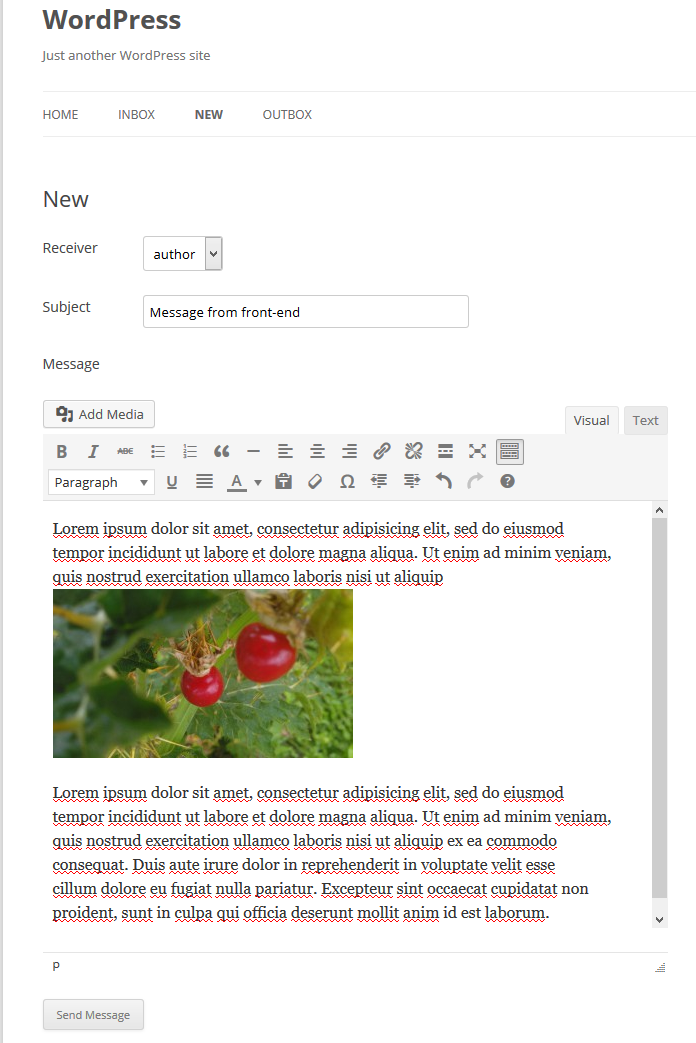 WordPress
Just another WordPress site
HOME INBOX NEW OUTBOX
New
Receiver author
Subject Message from front-end
Message
Add Media Visual Text
B I ABC
Paragraph U A Ω ?
Lorem ipsum dolor sit amet, consectetur adipisicing elit, sed do eiusmod
tempor incididunt ut labore et dolore magna aliqua. Ut enim ad minim veniam,
quis nostrud exercitation ullamco laboris nisi ut aliquip
Lorem ipsum dolor sit amet, consectetur adipisicing elit, sed do eiusmod
tempor incididunt ut labore et dolore magna aliqua. Ut enim ad minim veniam,
quis nostrud exercitation ullamco laboris nisi ut aliquip ex ea commodo
consequat. Duis aute irure dolor in reprehenderit in voluptate velit esse
cillum dolore eu fugiat nulla pariatur. Excepteur sint occaecat cupidatat non
proident, sunt in culpa qui officia deserunt mollit anim id est laborum.
p
Send Message